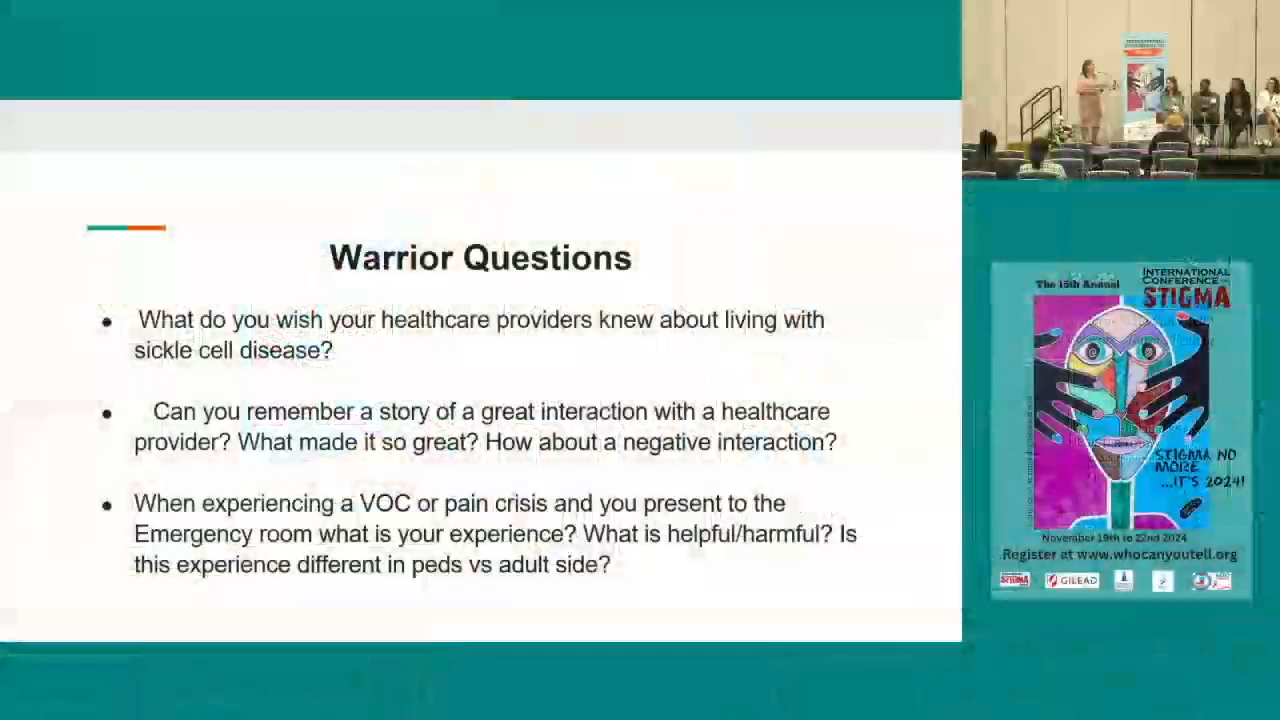 Warrior Questions
What do you wish your healthcare providers knew about living with
sickle cell disease?
Can you remember a story of a great interaction with a healthcare
provider? What made it so great? How about a negative interaction?
When experiencing a VOC or pain crisis and you present to the
Emergency room what is your experience? What is helpful/harmful? Is
this experience different in peds vs adult side?
The 15th Annual
INTERNATIONAL
CONFERENCE
STIGMA
STIGMA NO
MORE
...IT'S 2024!
November 19th to 22nd 2024
Register at www.whocanyoutell.org
STIGMA
GILEAD